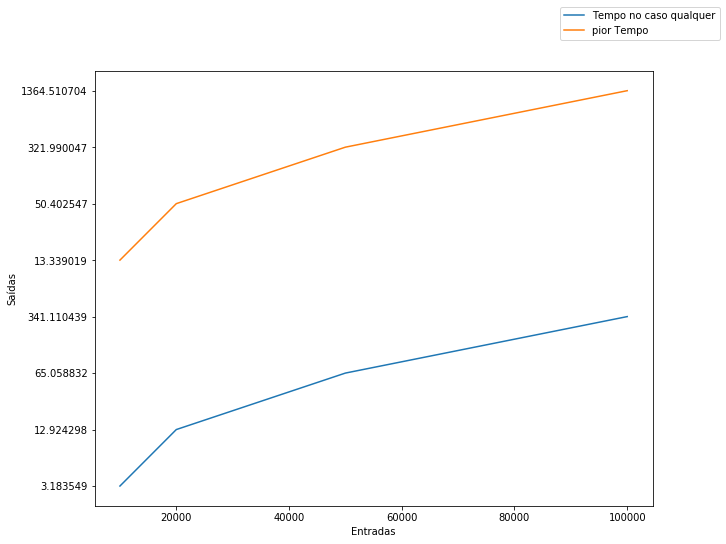 Tempo no caso qualquer
pior Tempo
1364.510704
321.990047
50.402547
13.339019
341.110439
65.058832
12.924298
3.183549
Saídas
20000 40000 60000 80000 100000
Entradas